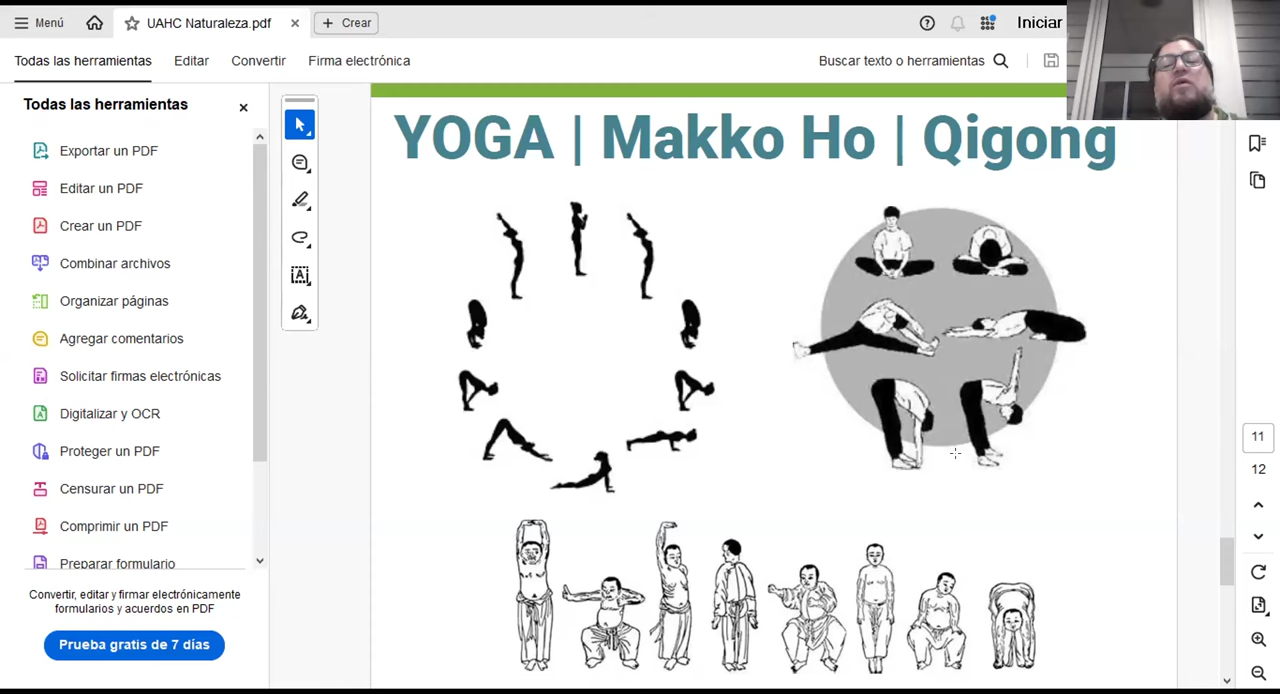 Menú
UAHC Naturaleza.pdf
Crear
Iniciar
Todas las herramientas
Editar
Convertir
Firma electrónica
Buscar texto o herramientas
Todas las herramientas
Exportar un PDF
Editar un PDF
Crear un PDF
Combinar archivos
Organizar páginas
Agregar comentarios
Solicitar firmas electrónicas
Digitalizar y OCR
Proteger un PDF
Censurar un PDF
Comprimir un PDF
Preparar formulario
Convertir, editar y firmar electrónicamente
formularios y acuerdos en PDF
Prueba gratis de 7 días
YOGA | Makko Ho | Qigong
11
12